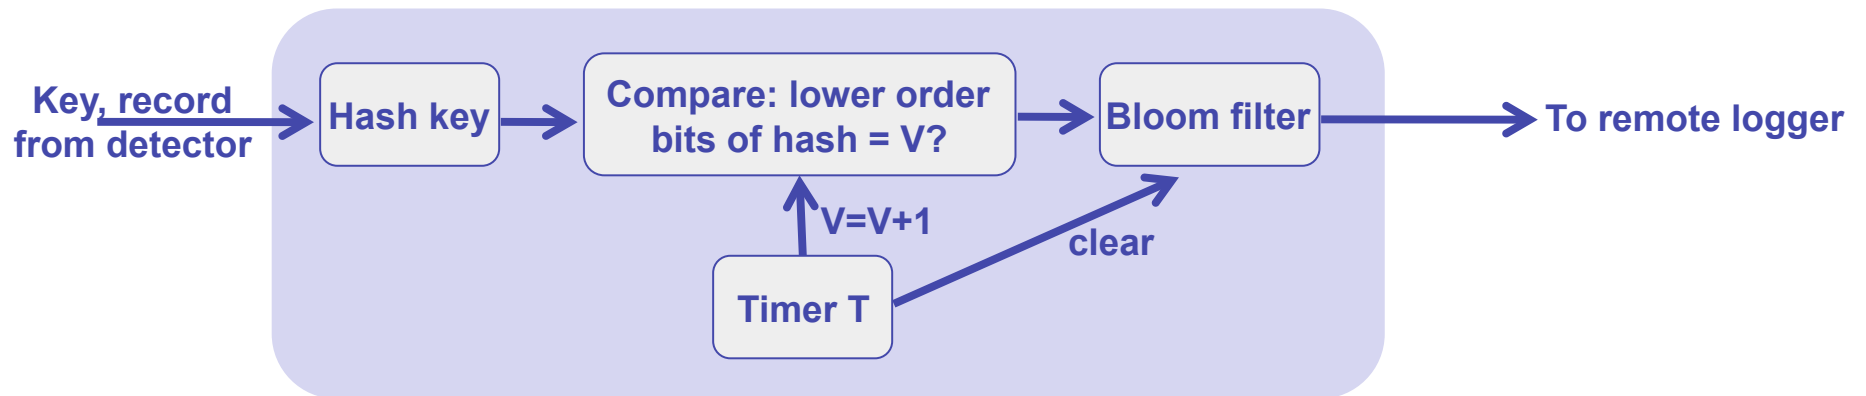 Key, record
from detector
Hash key
Compare: lower order
bits of hash = V?
Bloom filter
To remote logger
V=V+1
clear
Timer T